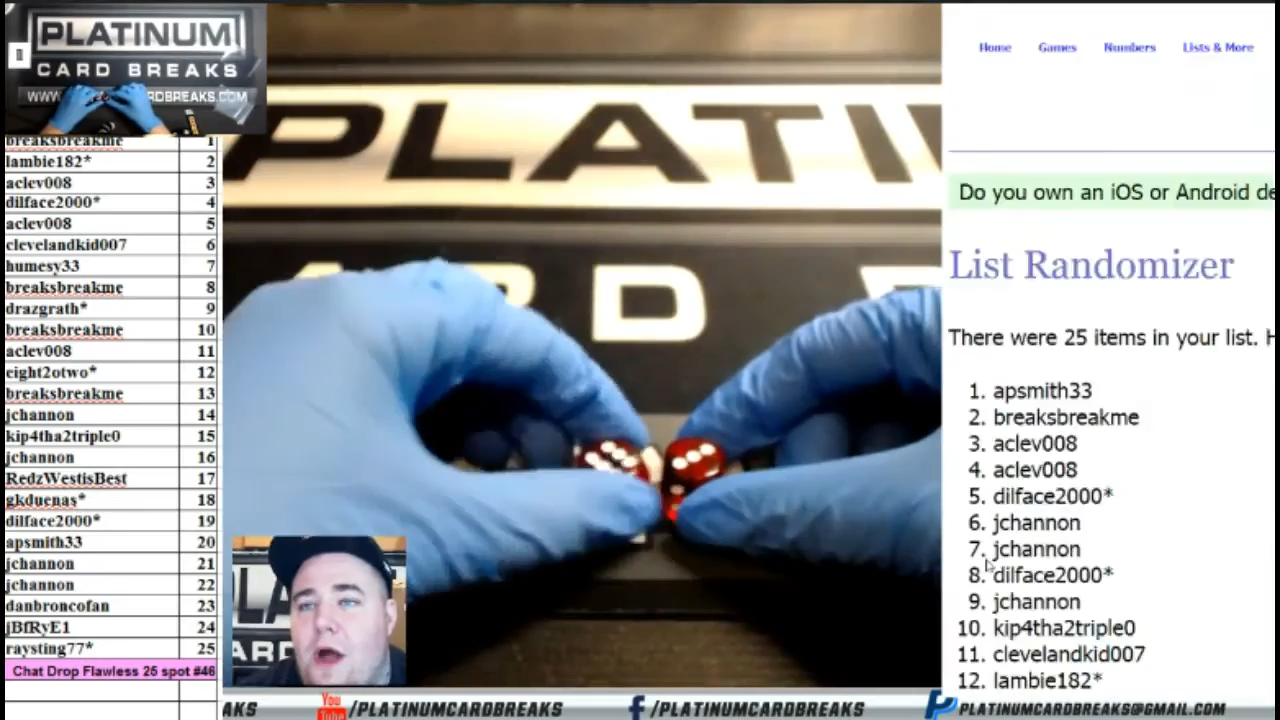 PLATINUM
CARD BREAKS
breaksbreakme 1
lambie182* 2
aclev008 3
dilface2000* 4
aclev008 5
clevelandkid007 6
humesy33 7
breaksbreakme 8
drazgrath* 9
breaksbreakme 10
aclev008 11
eight2otwo* 12
breaksbreakme 13
jchannon 14
kip4tha2triple0 15
jchannon 16
RedzWestisBest 17
gkduenas* 18
dilface2000* 19
apsmith33 20
jchannon 21
jchannon 22
danbroncofan 23
jBfRyE1 24
raysting77* 25
Chat Drop Flawless 25 spot #46
PLATI
RD
D
Home Games Numbers Lists & More
Do you own an iOS or Android de
List Randomizer
There were 25 items in your list. H
1. apsmith33
2. breaksbreakme
3. aclev008
4. aclev008
5. dilface2000*
6. jchannon
7. jchannon
8. dilface2000*
9. jchannon
10. kip4tha2triple0
11. clevelandkid007
12. lambie182*
AKS
You Tube /PLATINUMCARDBREAKS
f /PLATINUMCARDBREAKS
PLATINUMCARDBREAKS@GMAIL.COM